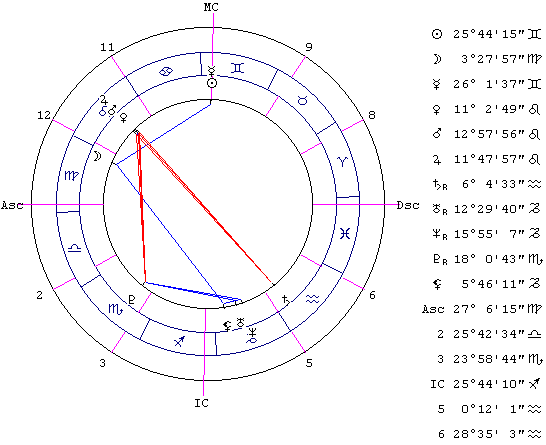 MC
11
9
12
8
Asc
Dsc
2
6
3
5
IC
☉ 25°44'15"♊
☽ 3°27'57"♍
☿ 26° 1'37"♊
♀ 11° 2'49"♌
♂ 12°57'56"♌
♃ 11°47'57"♌
♄R 6° 4'33"♒
♅R 12°29'40"♑
♆R 15°55' 7"♑
♇R 18° 0'43"♏
⚸ 5°46'11"♑
Asc 27° 6'15"♍
2 25°42'34"♎
3 23°58'44"♏
IC 25°44'10"♐
5 0°12' 1"♒
6 28°35' 3"♒